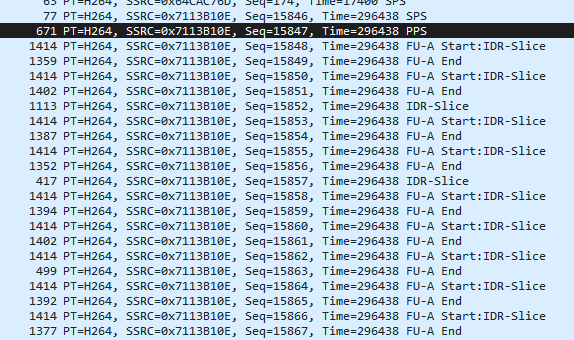 63 PT=H264, SSRC=0x64CAC76D, Seq=174, Time=17400 SPS
77 PT=H264, SSRC=0x7113B10E, Seq=15846, Time=296438 SPS
671 PT=H264, SSRC=0x7113B10E, Seq=15847, Time=296438 PPS
1414 PT=H264, SSRC=0x7113B10E, Seq=15848, Time=296438 FU-A Start:IDR-Slice
1359 PT=H264, SSRC=0x7113B10E, Seq=15849, Time=296438 FU-A End
1414 PT=H264, SSRC=0x7113B10E, Seq=15850, Time=296438 FU-A Start:IDR-Slice
1402 PT=H264, SSRC=0x7113B10E, Seq=15851, Time=296438 FU-A End
1113 PT=H264, SSRC=0x7113B10E, Seq=15852, Time=296438 IDR-Slice
1414 PT=H264, SSRC=0x7113B10E, Seq=15853, Time=296438 FU-A Start:IDR-Slice
1387 PT=H264, SSRC=0x7113B10E, Seq=15854, Time=296438 FU-A End
1414 PT=H264, SSRC=0x7113B10E, Seq=15855, Time=296438 FU-A Start:IDR-Slice
1352 PT=H264, SSRC=0x7113B10E, Seq=15856, Time=296438 FU-A End
417 PT=H264, SSRC=0x7113B10E, Seq=15857, Time=296438 IDR-Slice
1414 PT=H264, SSRC=0x7113B10E, Seq=15858, Time=296438 FU-A Start:IDR-Slice
1394 PT=H264, SSRC=0x7113B10E, Seq=15859, Time=296438 FU-A End
1414 PT=H264, SSRC=0x7113B10E, Seq=15860, Time=296438 FU-A Start:IDR-Slice
1402 PT=H264, SSRC=0x7113B10E, Seq=15861, Time=296438 FU-A End
1414 PT=H264, SSRC=0x7113B10E, Seq=15862, Time=296438 FU-A Start:IDR-Slice
499 PT=H264, SSRC=0x7113B10E, Seq=15863, Time=296438 FU-A End
1414 PT=H264, SSRC=0x7113B10E, Seq=15864, Time=296438 FU-A Start:IDR-Slice
1392 PT=H264, SSRC=0x7113B10E, Seq=15865, Time=296438 FU-A End
1414 PT=H264, SSRC=0x7113B10E, Seq=15866, Time=296438 FU-A Start:IDR-Slice
1377 PT=H264, SSRC=0x7113B10E, Seq=15867, Time=296438 FU-A End